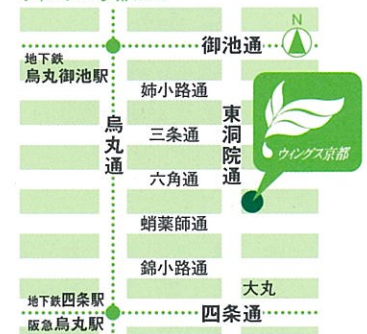 N
御池通
地下鉄
烏丸御池駅
姉小路通
烏丸通
東洞院通
三条通
ウィングス京都
六角通
蛸薬師通
錦小路通
大丸
地下鉄四条駅
四条通
阪急烏丸駅